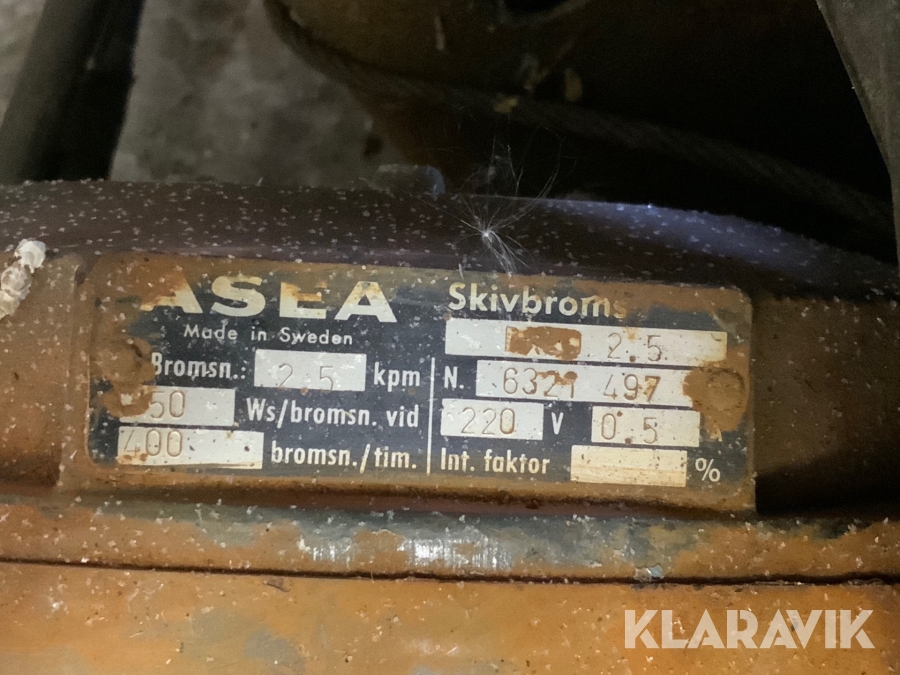 ASEA
Made in Sweden
Bromsn.: 2.5 kpm
50 Ws/bromsn. vid
400 bromsn./tim.
Skivbroms
2.5
N. 6321 497
220 V 0.5 A
Int. faktor %
KLARAVIK